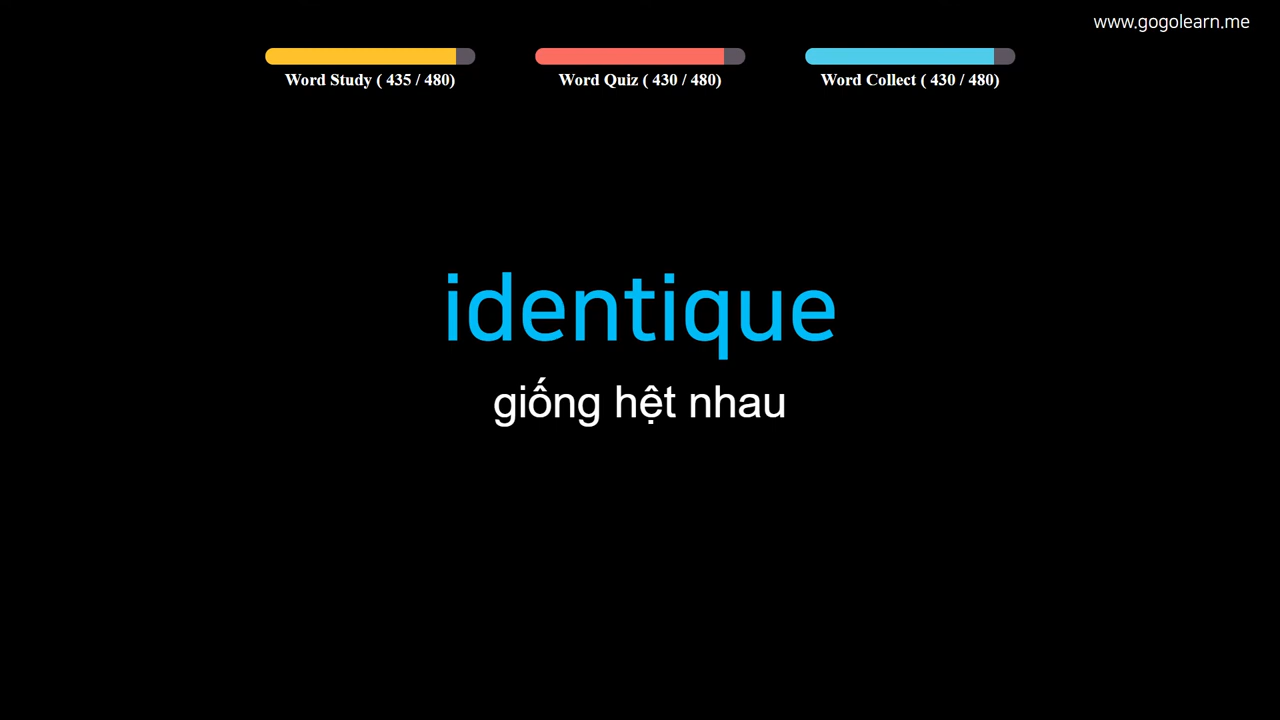 www.gogolearn.me
Word Study ( 435 / 480)
Word Quiz ( 430 / 480)
Word Collect ( 430 / 480)
identique
giống hệt nhau